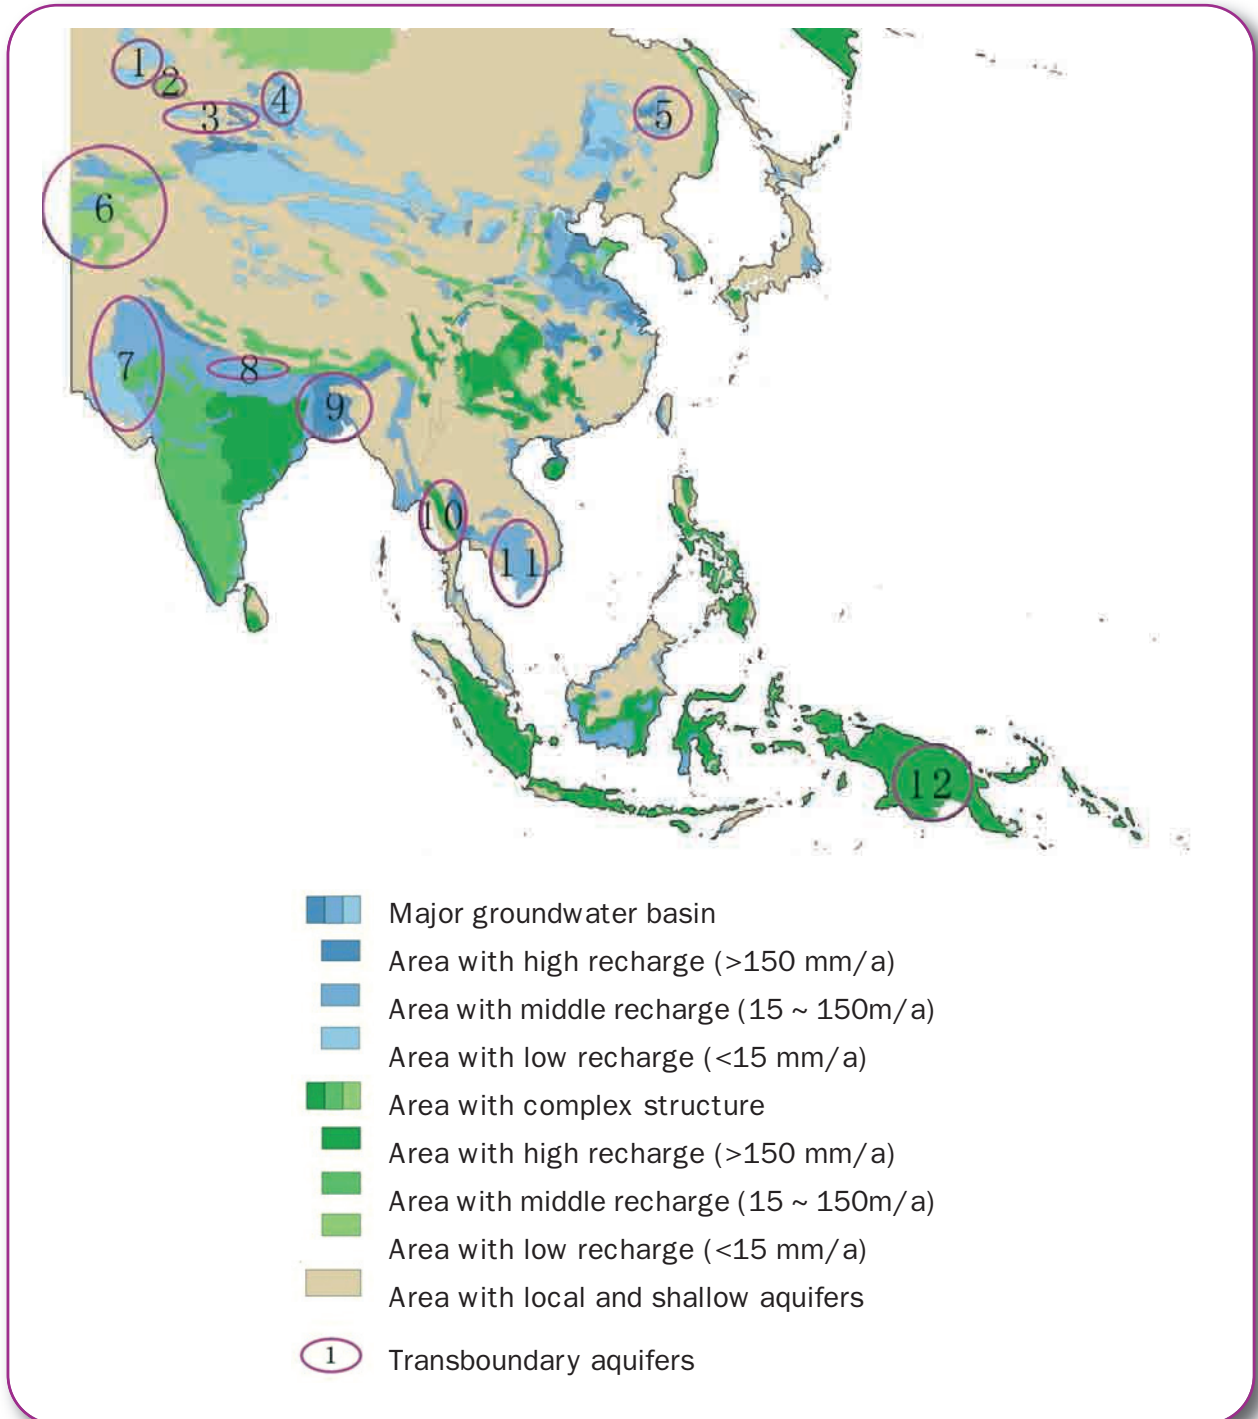 1
2
3
4
5
6
7
8
9
10
11
12
Major groundwater basin
Area with high recharge (>150 mm/a)
Area with middle recharge (15 ~ 150m/a)
Area with low recharge (<15 mm/a)
Area with complex structure
Area with high recharge (>150 mm/a)
Area with middle recharge (15 ~ 150m/a)
Area with low recharge (<15 mm/a)
Area with local and shallow aquifers
1 Transboundary aquifers